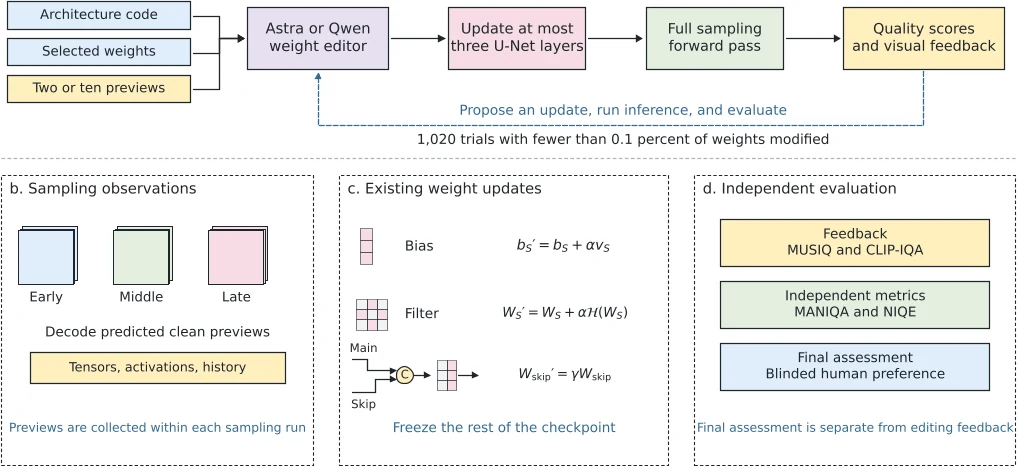 Architecture code
Selected weights
Two or ten previews
Astra or Qwen
weight editor
Update at most
three U-Net layers
Full sampling
forward pass
Quality scores
and visual feedback
Propose an update, run inference, and evaluate
1,020 trials with fewer than 0.1 percent of weights modified
b. Sampling observations
Early
Middle
Late
Decode predicted clean previews
Tensors, activations, history
Previews are collected within each sampling run
c. Existing weight updates
Bias
b_S′ = b_S + αv_S
Filter
W_S′ = W_S + αℋ(W_S)
Main
C
Skip
W_skip′ = γW_skip
Freeze the rest of the checkpoint
d. Independent evaluation
Feedback
MUSIQ and CLIP-IQA
Independent metrics
MANIQA and NIQE
Final assessment
Blinded human preference
Final assessment is separate from editing feedback